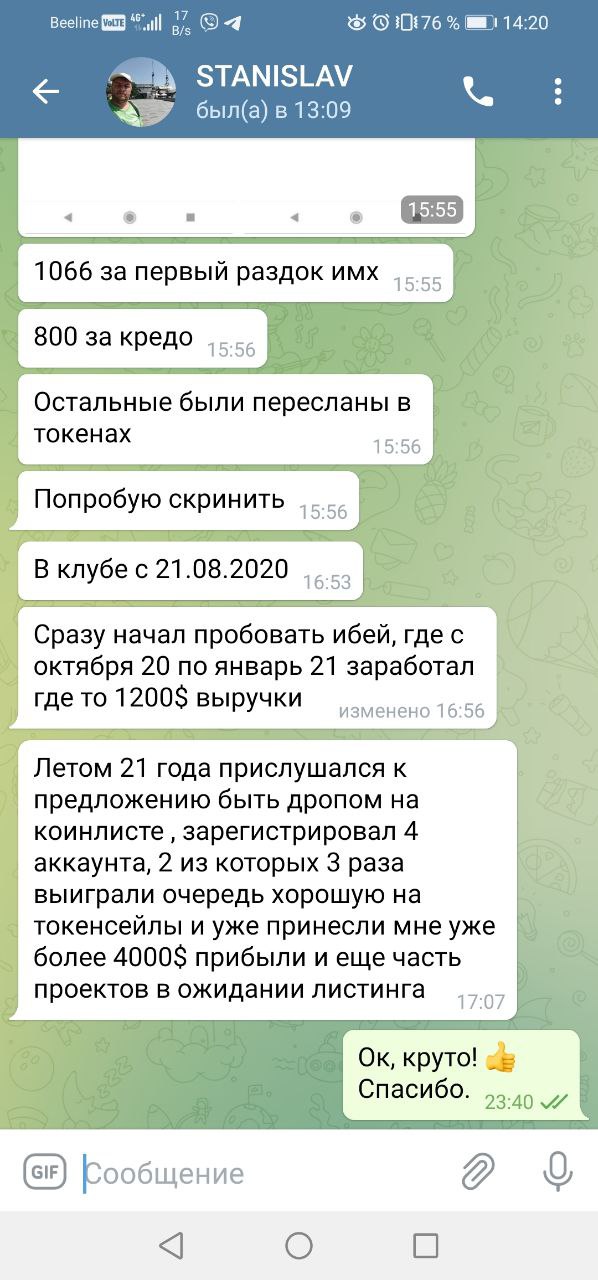 Beeline VoLTE 4G+ 17 B/s 76 % 14:20
STANISLAV
был(а) в 13:09
15:55
1066 за первый раздок имх 15:55
800 за кредо 15:56
Остальные были пересланы в
токенах 15:56
Попробую скринить 15:56
В клубе с 21.08.2020 16:53
Сразу начал пробовать ибей, где с
октября 20 по январь 21 заработал
где то 1200$ выручки изменено 16:56
Летом 21 года прислушался к
предложению быть дропом на
коинлисте , зарегистрировал 4
аккаунта, 2 из которых 3 раза
выиграли очередь хорошую на
токенсейлы и уже принесли мне уже
более 4000$ прибыли и еще часть
проектов в ожидании листинга 17:07
Ок, круто! 👍
Спасибо. 23:40
GIF Сообщение